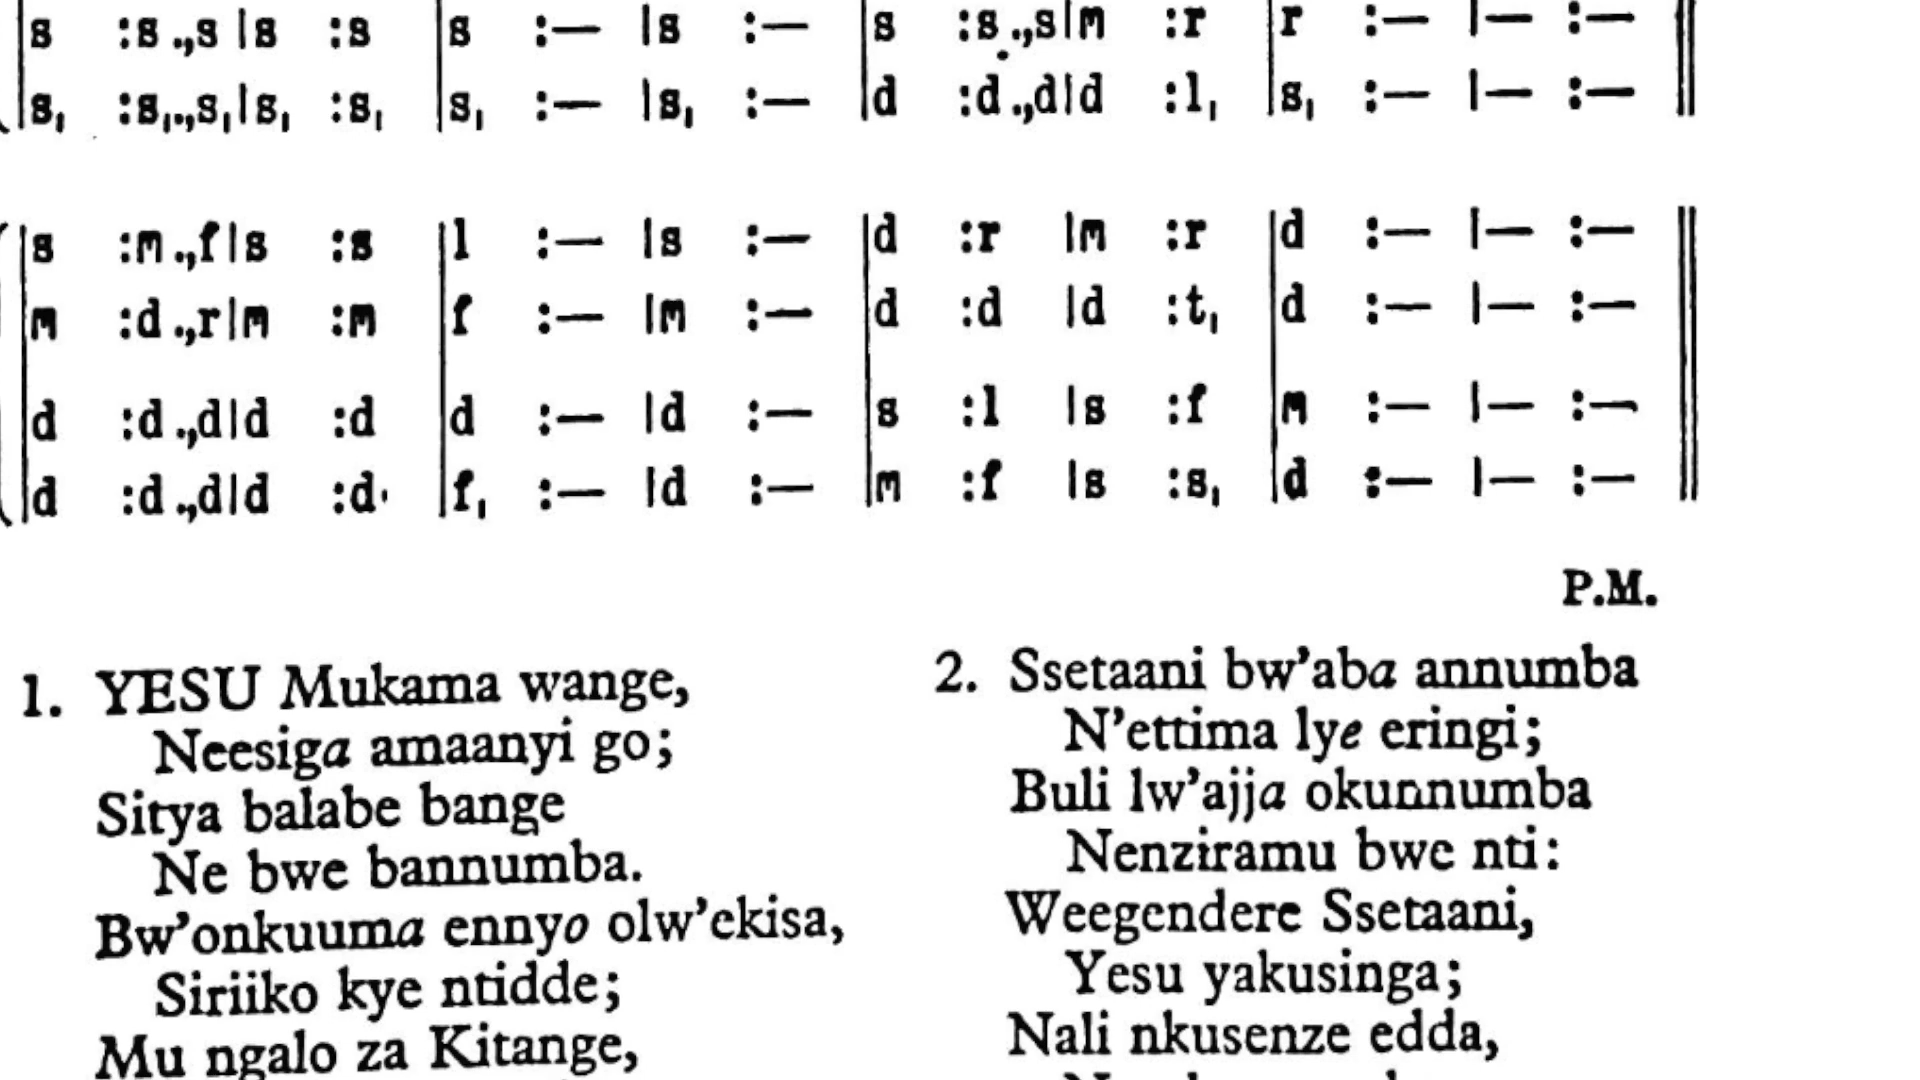 |s :s.,s|s :s |s :— |s :— |s :s.,s|m :r |r :— |— :— ||
|s, :s,.,s,|s, :s, |s, :— |s, :— |d :d.,d|d :l, |s, :— |— :— ||
|s :m.,f|s :s |l :— |s :— |d :r |m :r |d :— |— :— ||
|m :d.,r|m :m |f :— |m :— |d :d |d :t, |d :— |— :— ||
|d :d.,d|d :d |d :— |d :— |s :l |s :f |m :— |— :— ||
|d :d.,d|d :d |f, :— |d :— |m :f |s :s, |d :— |— :— ||
P.M.
1. YESU Mukama wange,
Neesiga amaanyi go;
Sitya balabe bange
Ne bwe bannumba.
Bw'onkuuma ennyo olw'ekisa,
Siriiko kye ntidde;
Mu ngalo za Kitange,
2. Ssetaani bw'aba annumba
N'ettima lye eringi;
Buli lw'ajja okunnumba
Nenziramu bwe nti:
Weegendere Ssetaani,
Yesu yakusinga;
Nali nkusenze edda,